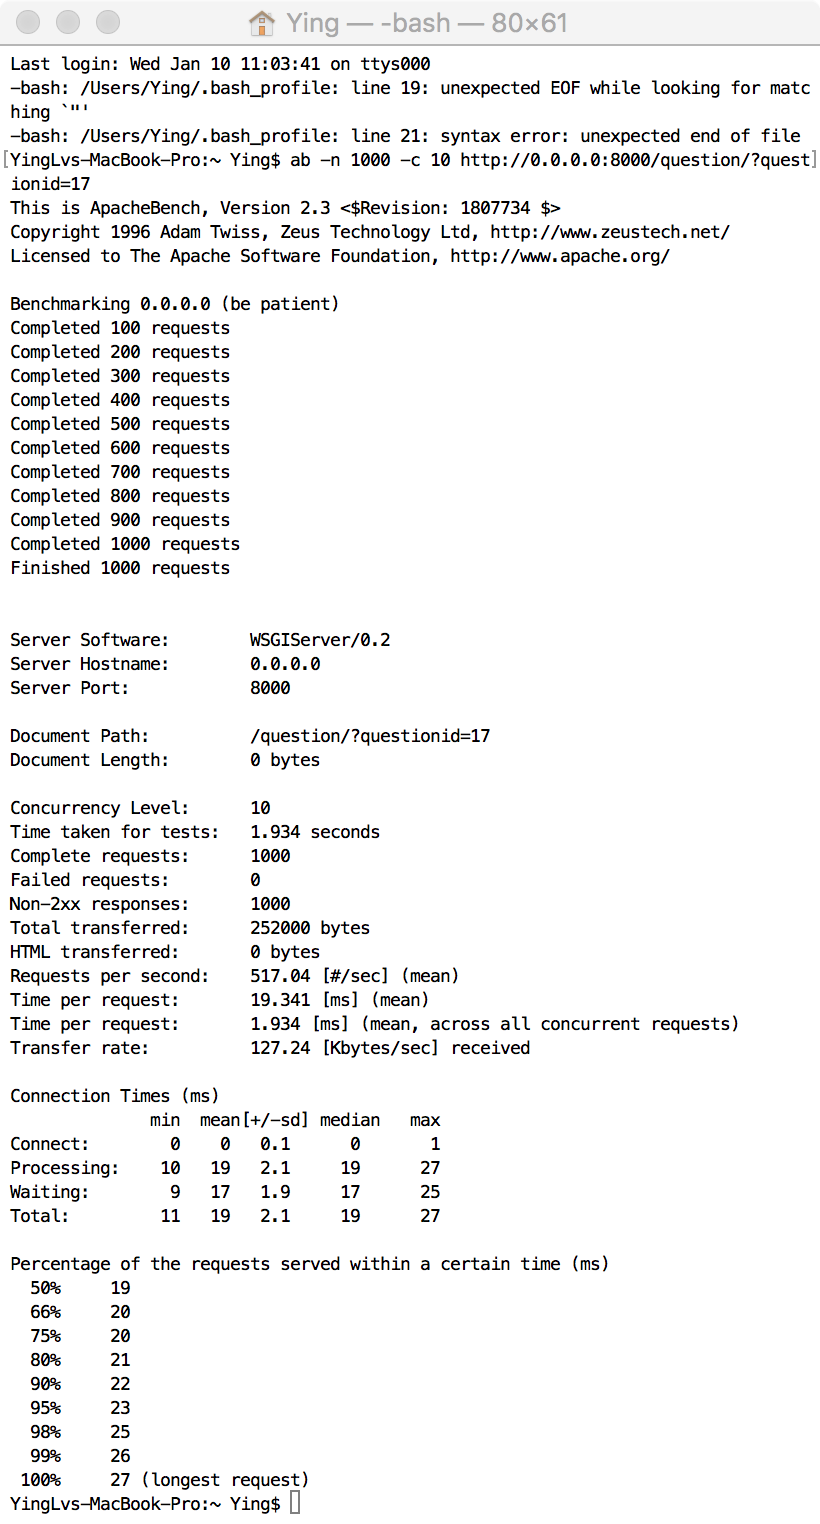 Ying — -bash — 80×61
Last login: Wed Jan 10 11:03:41 on ttys000
-bash: /Users/Ying/.bash_profile: line 19: unexpected EOF while looking for matc
hing `"'
-bash: /Users/Ying/.bash_profile: line 21: syntax error: unexpected end of file
[YingLvs-MacBook-Pro:~ Ying$ ab -n 1000 -c 10 http://0.0.0.0:8000/question/?quest]
ionid=17
This is ApacheBench, Version 2.3 <$Revision: 1807734 $>
Copyright 1996 Adam Twiss, Zeus Technology Ltd, http://www.zeustech.net/
Licensed to The Apache Software Foundation, http://www.apache.org/

Benchmarking 0.0.0.0 (be patient)
Completed 100 requests
Completed 200 requests
Completed 300 requests
Completed 400 requests
Completed 500 requests
Completed 600 requests
Completed 700 requests
Completed 800 requests
Completed 900 requests
Completed 1000 requests
Finished 1000 requests


Server Software:        WSGIServer/0.2
Server Hostname:        0.0.0.0
Server Port:            8000

Document Path:          /question/?questionid=17
Document Length:        0 bytes

Concurrency Level:      10
Time taken for tests:   1.934 seconds
Complete requests:      1000
Failed requests:        0
Non-2xx responses:      1000
Total transferred:      252000 bytes
HTML transferred:       0 bytes
Requests per second:    517.04 [#/sec] (mean)
Time per request:       19.341 [ms] (mean)
Time per request:       1.934 [ms] (mean, across all concurrent requests)
Transfer rate:          127.24 [Kbytes/sec] received

Connection Times (ms)
              min  mean[+/-sd] median   max
Connect:        0    0   0.1      0       1
Processing:    10   19   2.1     19      27
Waiting:        9   17   1.9     17      25
Total:         11   19   2.1     19      27

Percentage of the requests served within a certain time (ms)
  50%     19
  66%     20
  75%     20
  80%     21
  90%     22
  95%     23
  98%     25
  99%     26
 100%     27 (longest request)
YingLvs-MacBook-Pro:~ Ying$